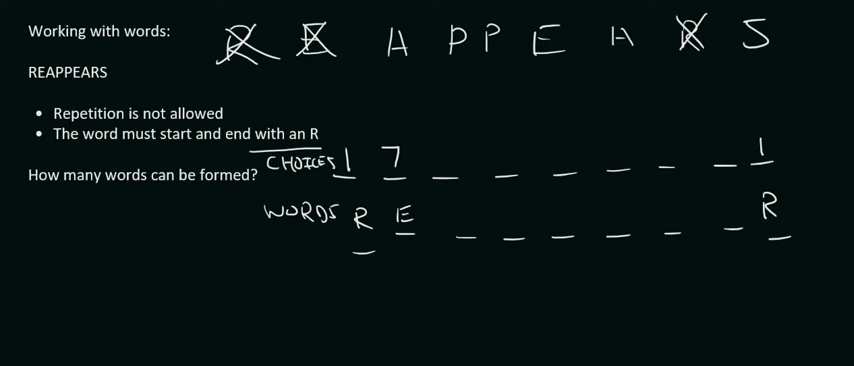 Working with words:
R E A P P E A R S
REAPPEARS
• Repetition is not allowed
• The word must start and end with an R
CHOICES 1 7 _ _ _ _ _ _ 1
How many words can be formed?
WORDS R E _ _ _ _ _ _ R